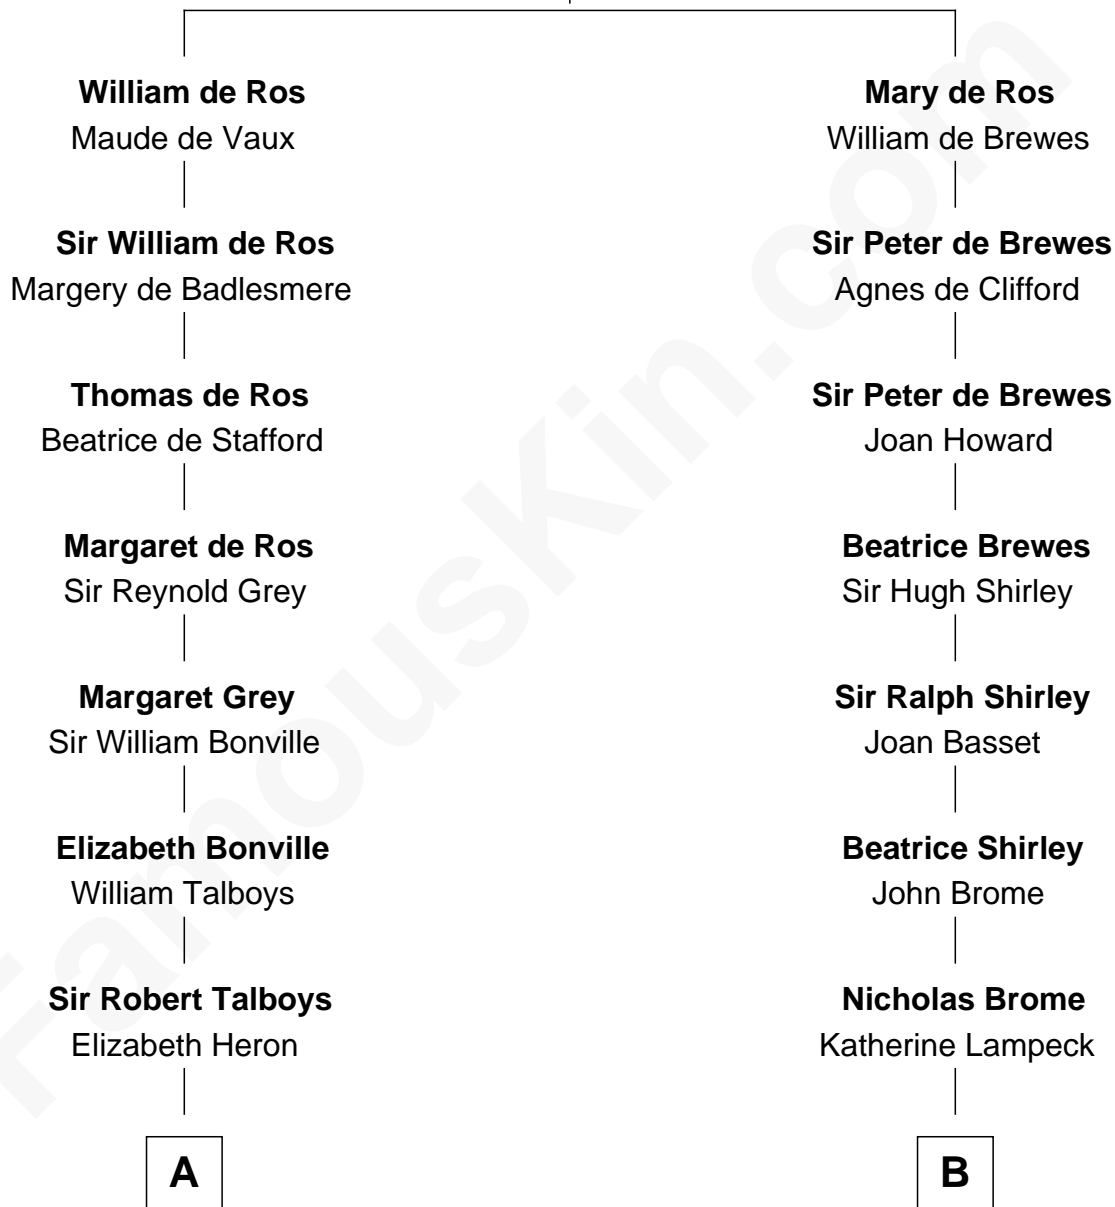 William de Ros
Maude de Vaux
Sir William de Ros
Margery de Badlesmere
Thomas de Ros
Beatrice de Stafford
Margaret de Ros
Sir Reynold Grey
Margaret Grey
Sir William Bonville
Elizabeth Bonville
William Talboys
Sir Robert Talboys
Elizabeth Heron
A
Mary de Ros
William de Brewes
Sir Peter de Brewes
Agnes de Clifford
Sir Peter de Brewes
Joan Howard
Beatrice Brewes
Sir Hugh Shirley
Sir Ralph Shirley
Joan Basset
Beatrice Shirley
John Brome
Nicholas Brome
Katherine Lampeck
B
FamousKin.com